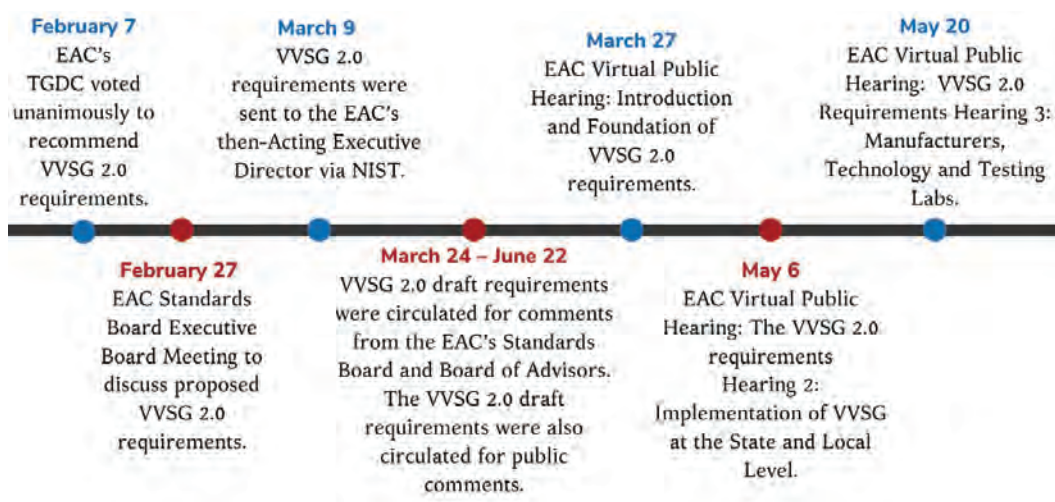 February 7
EAC's
TGDC voted
unanimously to
recommend
VVSG 2.0
requirements.
February 27
EAC Standards
Board Executive
Board Meeting to
discuss proposed
VVSG 2.0
requirements.
March 9
VVSG 2.0
requirements were
sent to the EAC's
then-Acting Executive
Director via NIST.
March 24 – June 22
VVSG 2.0 draft requirements
were circulated for comments
from the EAC's Standards
Board and Board of Advisors.
The VVSG 2.0 draft
requirements were also
circulated for public
comments.
March 27
EAC Virtual Public
Hearing: Introduction
and Foundation of
VVSG 2.0
requirements.
May 6
EAC Virtual Public
Hearing: The VVSG 2.0
requirements
Hearing 2:
Implementation of VVSG
at the State and Local
Level.
May 20
EAC Virtual Public
Hearing: VVSG 2.0
Requirements Hearing 3:
Manufacturers,
Technology and Testing
Labs.